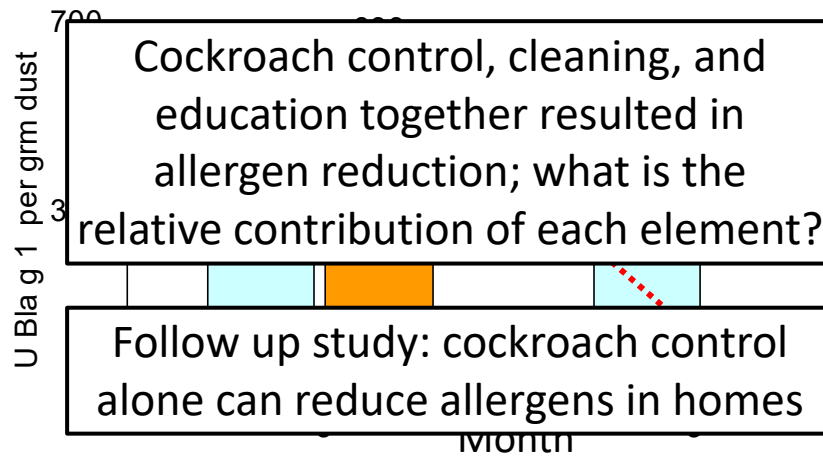 700
Cockroach control, cleaning, and
education together resulted in
allergen reduction; what is the
relative contribution of each element?
U Bla g 1 per grm dust
Follow up study: cockroach control
alone can reduce allergens in homes
Month